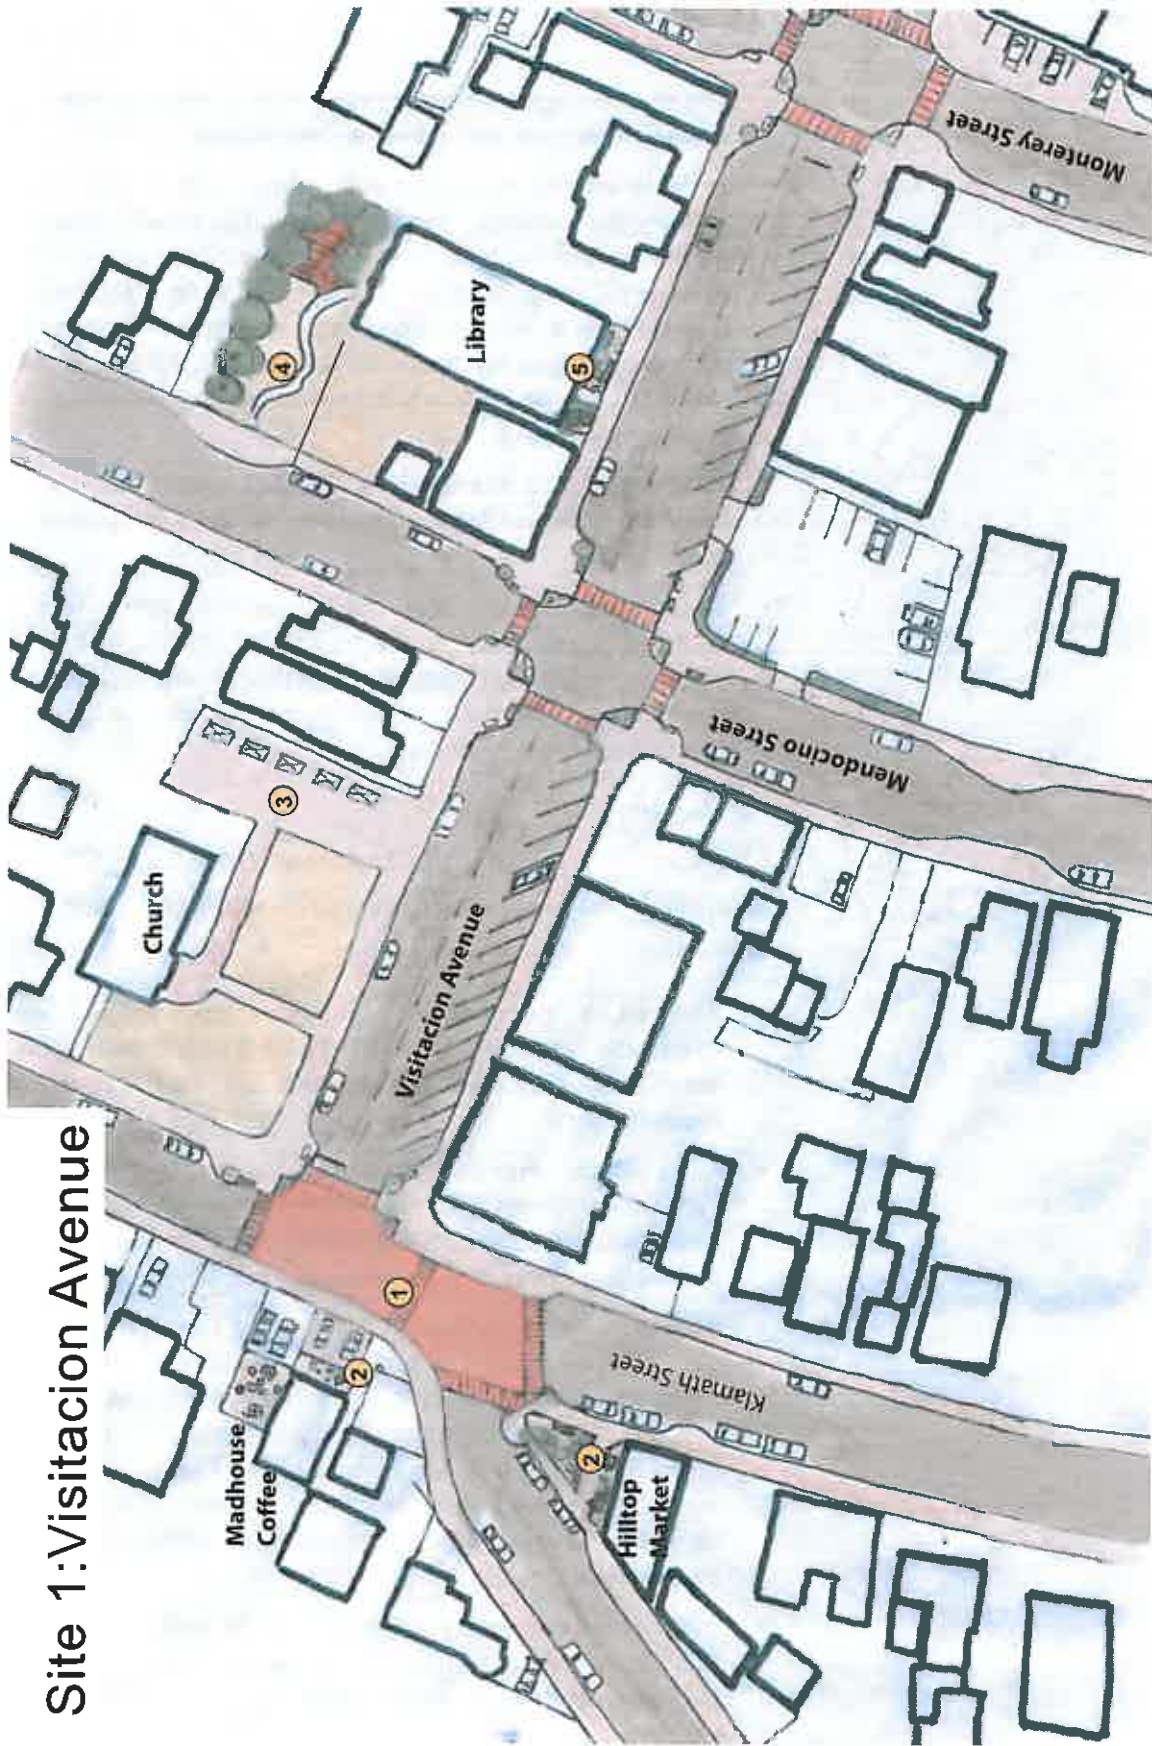 Site 1:Visitacion Avenue
Madhouse
Coffee
2
1
2
Hilltop
Market
Klamath Street
Church
3
Visitacion Avenue
Mendocino Street
4
Library
5
Monterey Street